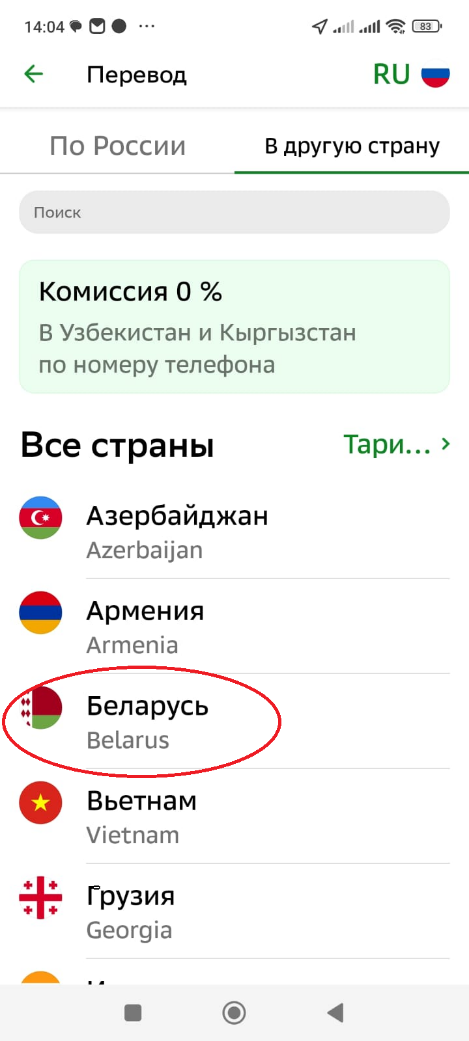 14:04
83
Перевод
RU
По России
В другую страну
Поиск
Комиссия 0 %
В Узбекистан и Кыргызстан
по номеру телефона
Все страны
Тари...
Азербайджан
Azerbaijan
Армения
Armenia
Беларусь
Belarus
Вьетнам
Vietnam
Грузия
Georgia